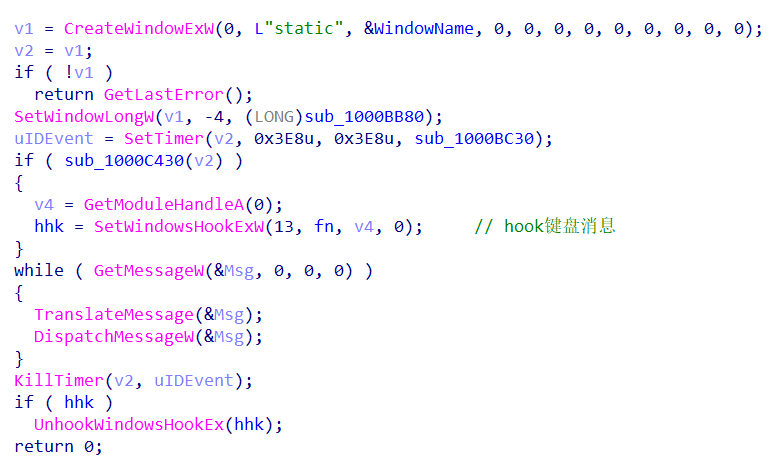 v1 = CreateWindowExW(0, L"static", &WindowName, 0, 0, 0, 0, 0, 0, 0, 0, 0);
v2 = v1;
if ( !v1 )
  return GetLastError();
SetWindowLongW(v1, -4, (LONG)sub_1000BB80);
uIDEvent = SetTimer(v2, 0x3E8u, 0x3E8u, sub_1000BC30);
if ( sub_1000C430(v2) )
{
  v4 = GetModuleHandleA(0);
  hhk = SetWindowsHookExW(13, fn, v4, 0);     // hook键盘消息
}
while ( GetMessageW(&Msg, 0, 0, 0) )
{
  TranslateMessage(&Msg);
  DispatchMessageW(&Msg);
}
KillTimer(v2, uIDEvent);
if ( hhk )
  UnhookWindowsHookEx(hhk);
return 0;